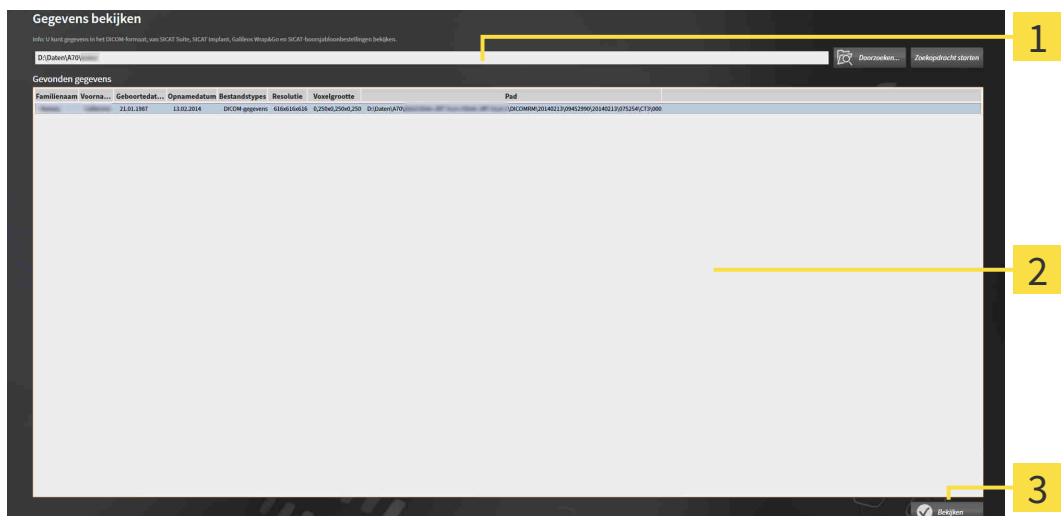 Gegevens bekijken
Info: U kunt gegevens in het DICOM-formaat, van SICAT Suite, SICAT Implant, Galileos Wrap&Go en SICAT-boorsjabloonbestellingen bekijken.
D:\Daten\A70\
Doorzoeken...
Zoekopdracht starten
1
Gevonden gegevens
Familienaam Voorna... Geboortedat... Opnamedatum Bestandstypes Resolutie Voxelgrootte Pad
21.01.1987 13.02.2014 DICOM-gegevens 616x616x616 0,250x0,250x0,250 D:\Daten\A70\ \DICOMRM\20140213\09452990\20140213\075254\CT3\000
2
Bekijken
3